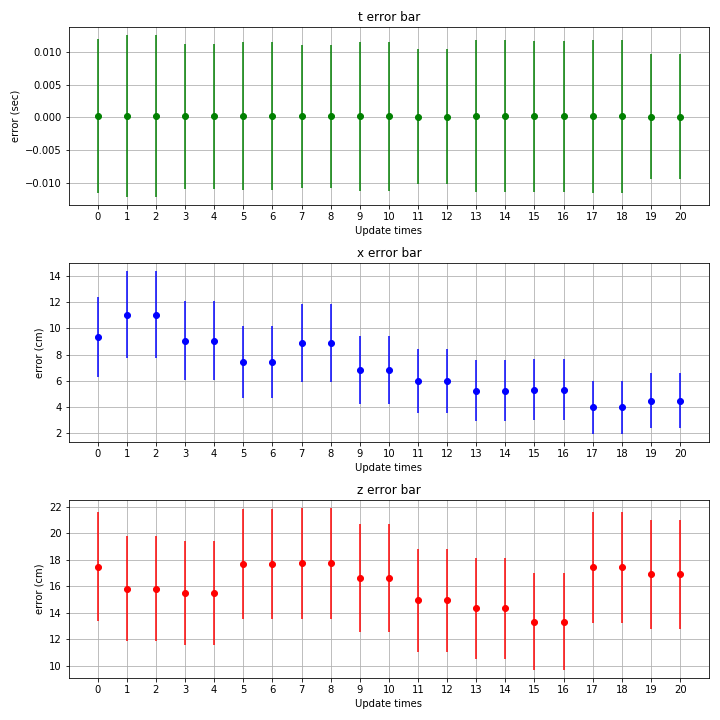 t error bar
0.010
0.005
0.000
−0.005
−0.010
error (sec)
0 1 2 3 4 5 6 7 8 9 10 11 12 13 14 15 16 17 18 19 20
Update times
x error bar
14
12
10
8
6
4
2
error (cm)
0 1 2 3 4 5 6 7 8 9 10 11 12 13 14 15 16 17 18 19 20
Update times
z error bar
22
20
18
16
14
12
10
error (cm)
0 1 2 3 4 5 6 7 8 9 10 11 12 13 14 15 16 17 18 19 20
Update times